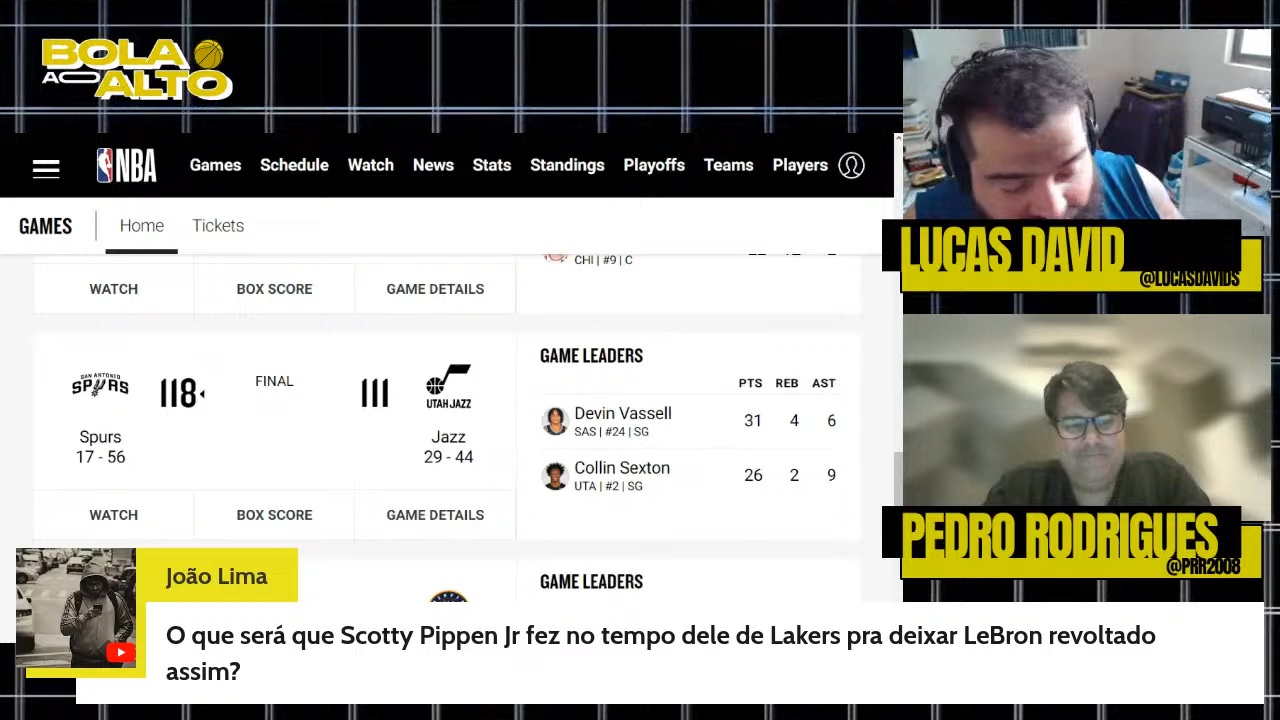 BOLA
AO
ALTO
NBA
Games Schedule Watch News Stats Standings Playoffs Teams Players
GAMES Home Tickets
CHI | #9 | C
WATCH BOX SCORE GAME DETAILS
SAN ANTONIO
SPURS
118
FINAL
111
UTAH JAZZ
Spurs
17 - 56
Jazz
29 - 44
GAME LEADERS
PTS REB AST
Devin Vassell 31 4 6
SAS | #24 | SG
Collin Sexton 26 2 9
UTA | #2 | SG
WATCH BOX SCORE GAME DETAILS
GAME LEADERS
LUCAS DAVID
@LUCASDAVIDS
PEDRO RODRIGUES
@PRR2008
João Lima
O que será que Scotty Pippen Jr fez no tempo dele de Lakers pra deixar LeBron revoltado
assim?